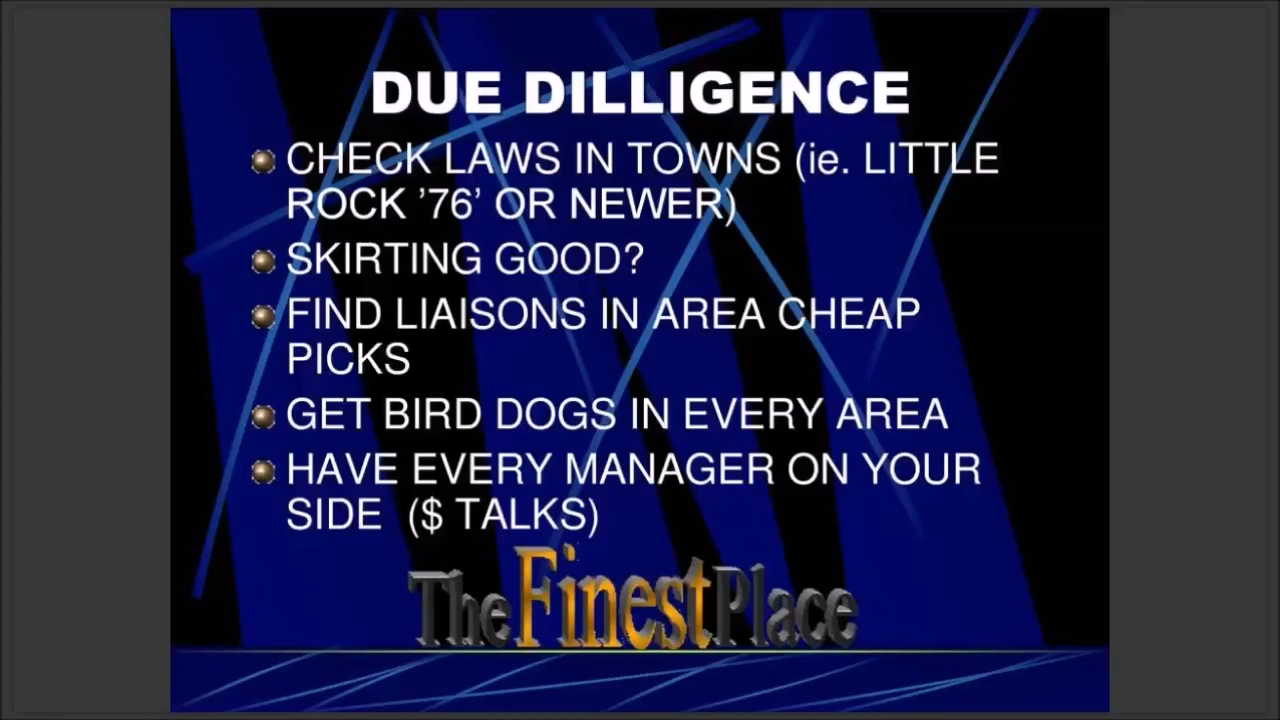 DUE DILLIGENCE
CHECK LAWS IN TOWNS (ie. LITTLE
ROCK ’76’ OR NEWER)
SKIRTING GOOD?
FIND LIAISONS IN AREA CHEAP
PICKS
GET BIRD DOGS IN EVERY AREA
HAVE EVERY MANAGER ON YOUR
SIDE ($ TALKS)
The Finest Place